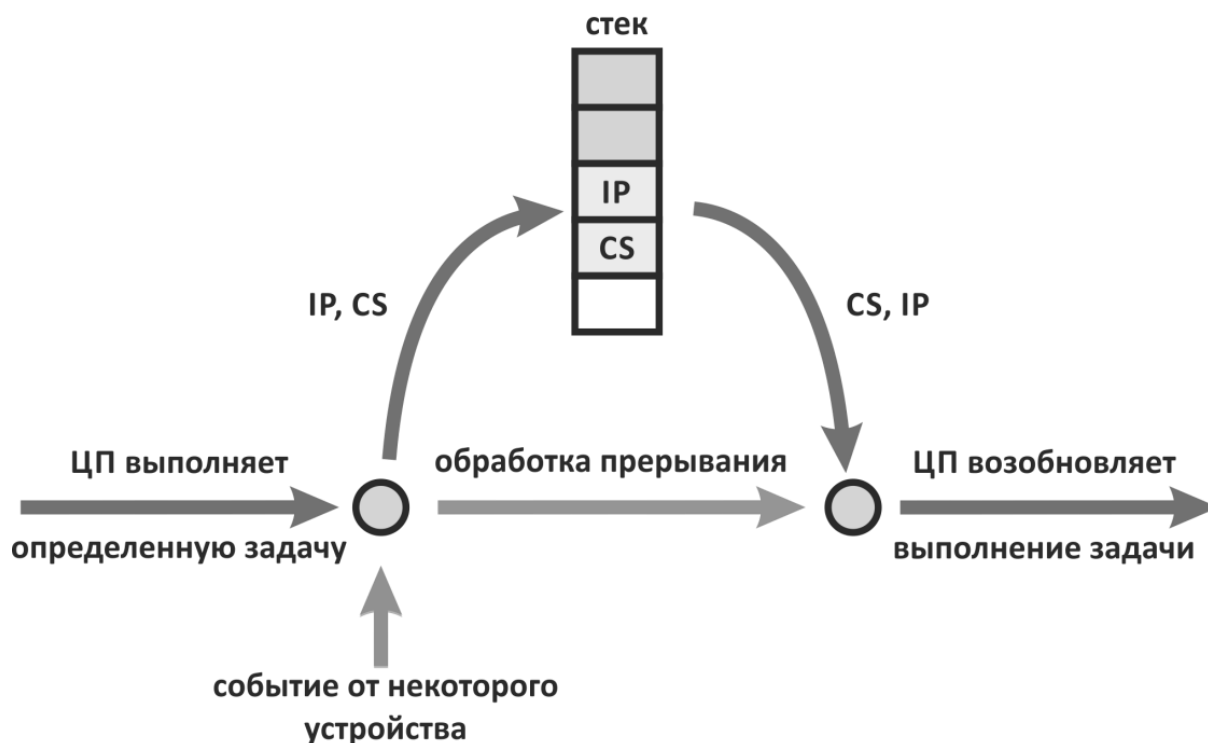 стек
IP
CS
IP, CS
CS, IP
ЦП выполняет
определенную задачу
обработка прерывания
ЦП возобновляет
выполнение задачи
событие от некоторого
устройства